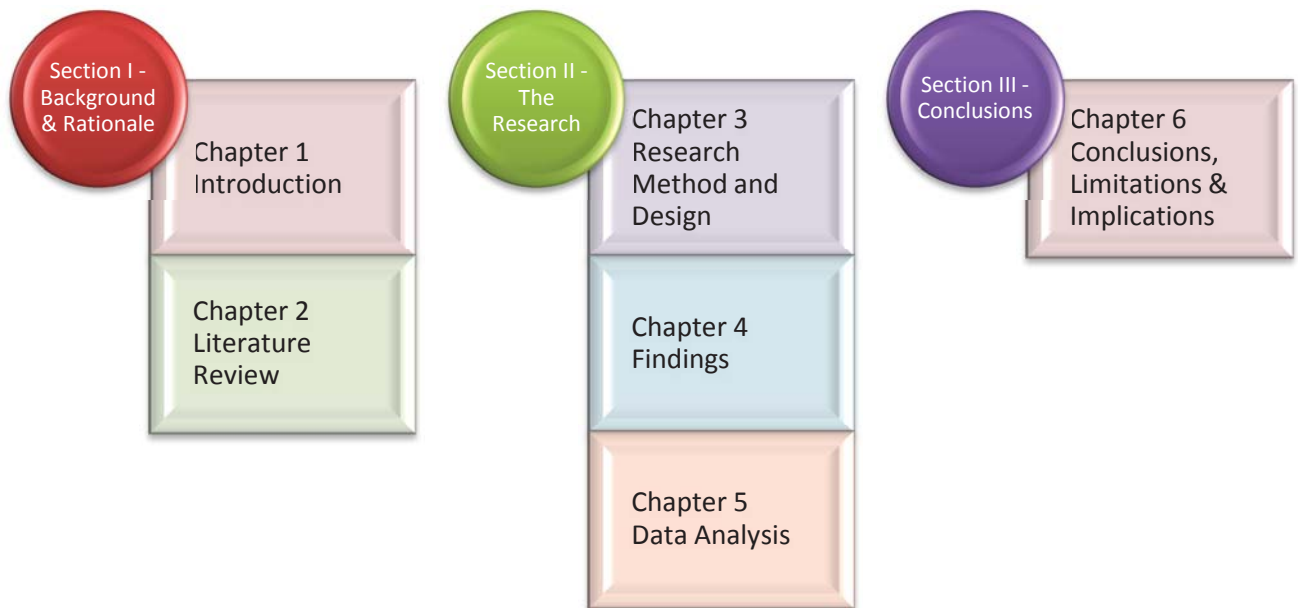 Section I -
Background
& Rationale
Chapter 1
Introduction
Chapter 2
Literature
Review
Section II -
The
Research
Chapter 3
Research
Method and
Design
Chapter 4
Findings
Chapter 5
Data Analysis
Section III -
Conclusions
Chapter 6
Conclusions,
Limitations &
Implications